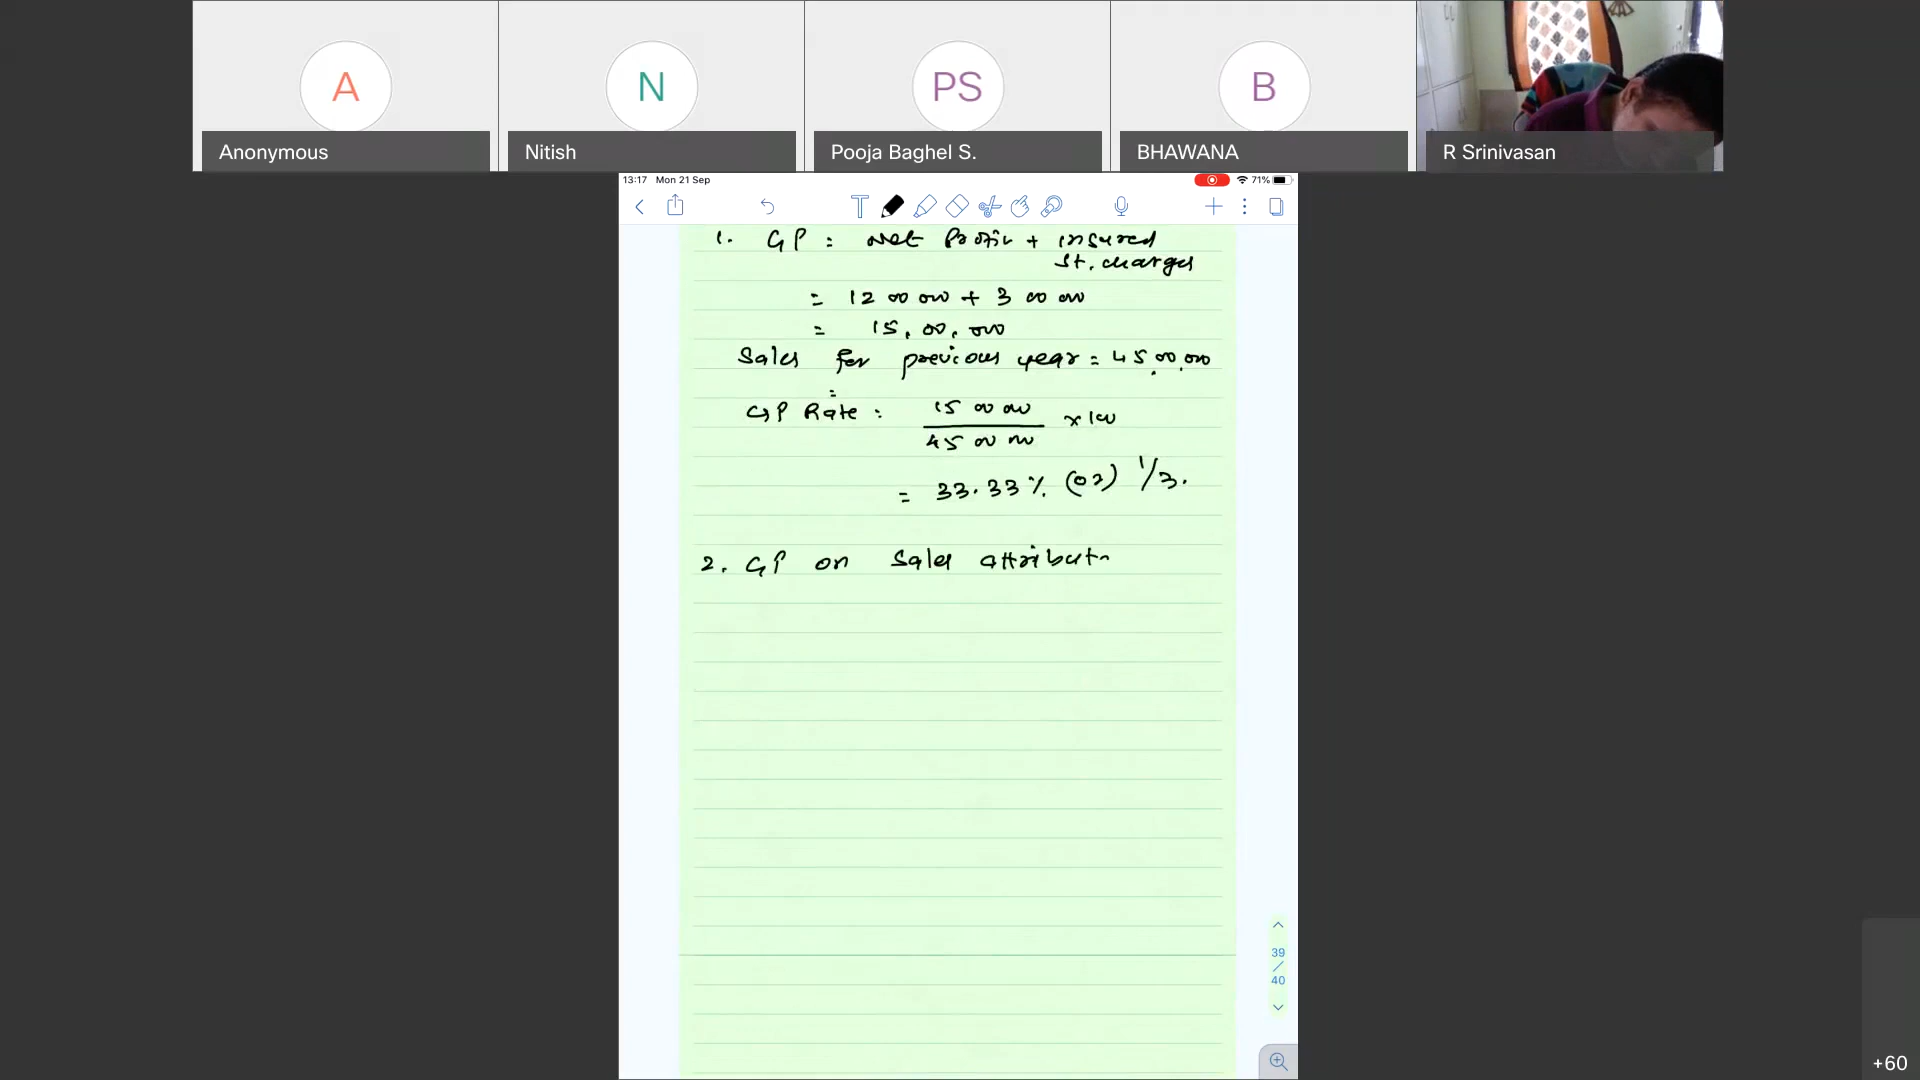 A
N
PS
B
Anonymous
Nitish
Pooja Baghel S.
BHAWANA
R Srinivasan
13:17 Mon 21 Sep
71%
1. GP = Net Profit + insured
St. charges
= 12 00 000 + 3 00 000
= 15,00,000
Sales for previous year = 45,00,000
=
GP Rate : 15 00 000
45 00 000
x 100
= 33.33% (or) 1/3.
2. GP on Sales attribut
39
/
40
+60